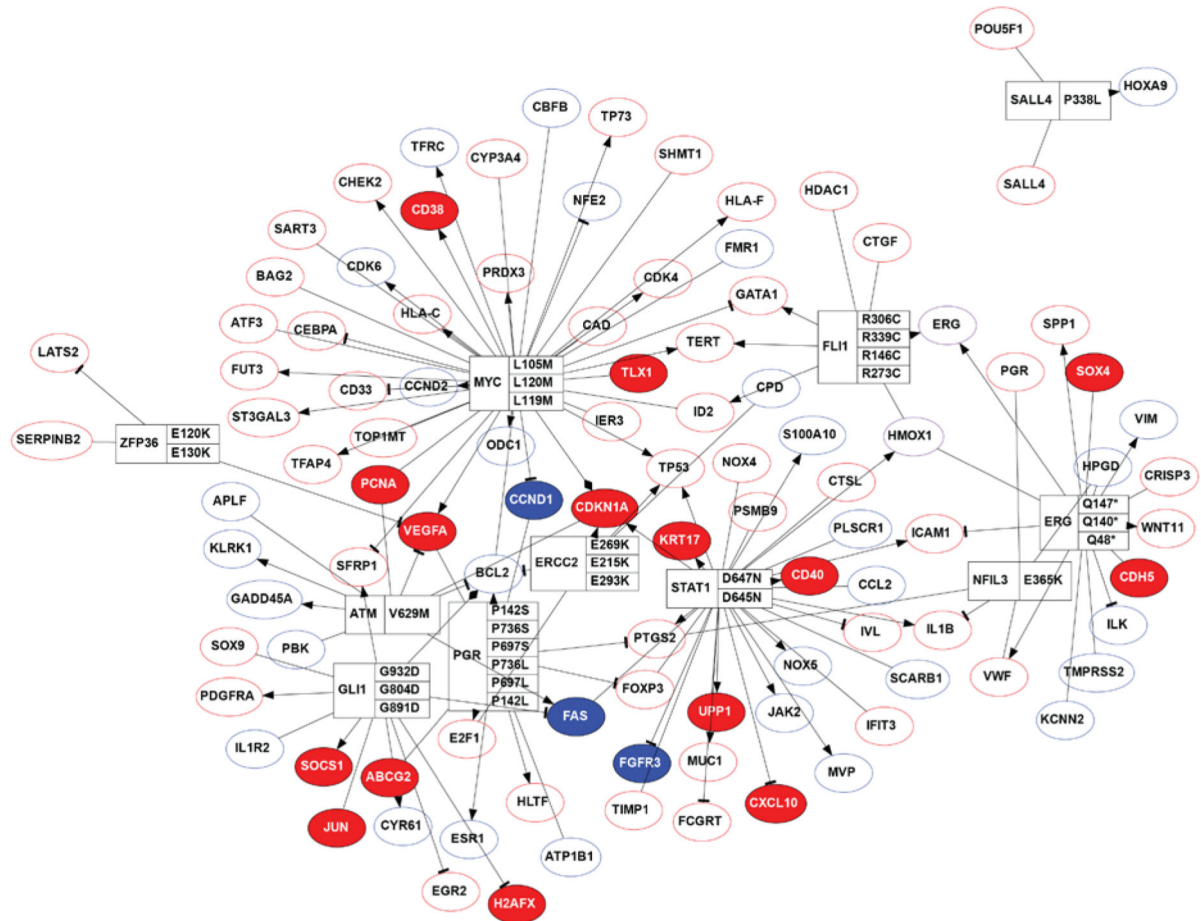 POU5F1
SALL4 P338L
HOXA9
SALL4
CBFB
TP73
TFRC
CYP3A4
SHMT1
CHEK2
CD38
NFE2
HLA-F
HDAC1
SART3
FMR1
CTGF
CDK6
PRDX3
CDK4
BAG2
GATA1
HLA-C
ATF3
CEBPA
CAD
FLI1
R306C
R339C
R146C
R273C
ERG
SPP1
TERT
LATS2
FUT3
CD33
CCND2
MYC
L105M
L120M
L119M
TLX1
CPD
PGR
SOX4
ST3GAL3
TOP1MT
IER3
ID2
VIM
SERPINB2
ZFP36
E120K
E130K
ODC1
S100A10
HMOX1
TFAP4
TP53
NOX4
HPGD
CRISP3
PCNA
CTSL
APLF
CCND1
CDKN1A
PSMB9
ERG
Q147*
Q140*
Q48*
WNT11
VEGFA
PLSCR1
ICAM1
KLRK1
KRT17
SFRP1
BCL2
ERCC2
E269K
E215K
E293K
CD40
CDH5
STAT1
D647N
D645N
CCL2
NFIL3 E365K
GADD45A
ATM V629M
ILK
PGR
P142S
P736S
P697S
P736L
P697L
P142L
PTGS2
IVL
IL1B
SOX9
PBK
NOX5
TMPRSS2
GLI1
G932D
G804D
G891D
SCARB1
VWF
PDGFRA
FOXP3
FAS
UPP1
JAK2
IFIT3
KCNN2
IL1R2
E2F1
SOCS1
ABCG2
FGFR3
MUC1
MVP
HLTF
TIMP1
CXCL10
JUN
CYR61
ESR1
FCGRT
ATP1B1
EGR2
H2AFX